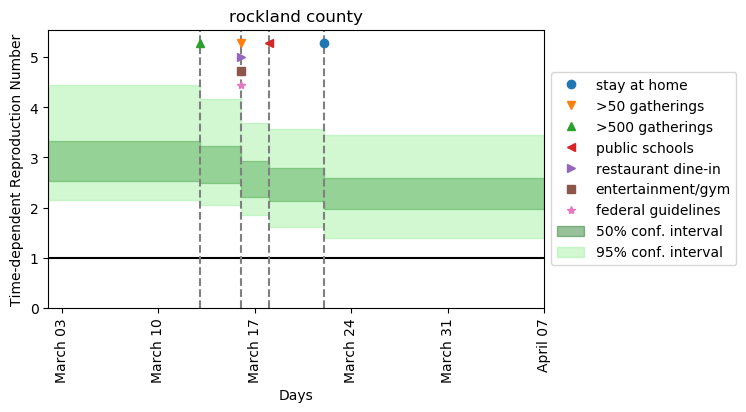 rockland county
Time-dependent Reproduction Number
5
4
3
2
1
0
March 03
March 10
March 17
March 24
March 31
April 07
Days
stay at home
>50 gatherings
>500 gatherings
public schools
restaurant dine-in
entertainment/gym
federal guidelines
50% conf. interval
95% conf. interval